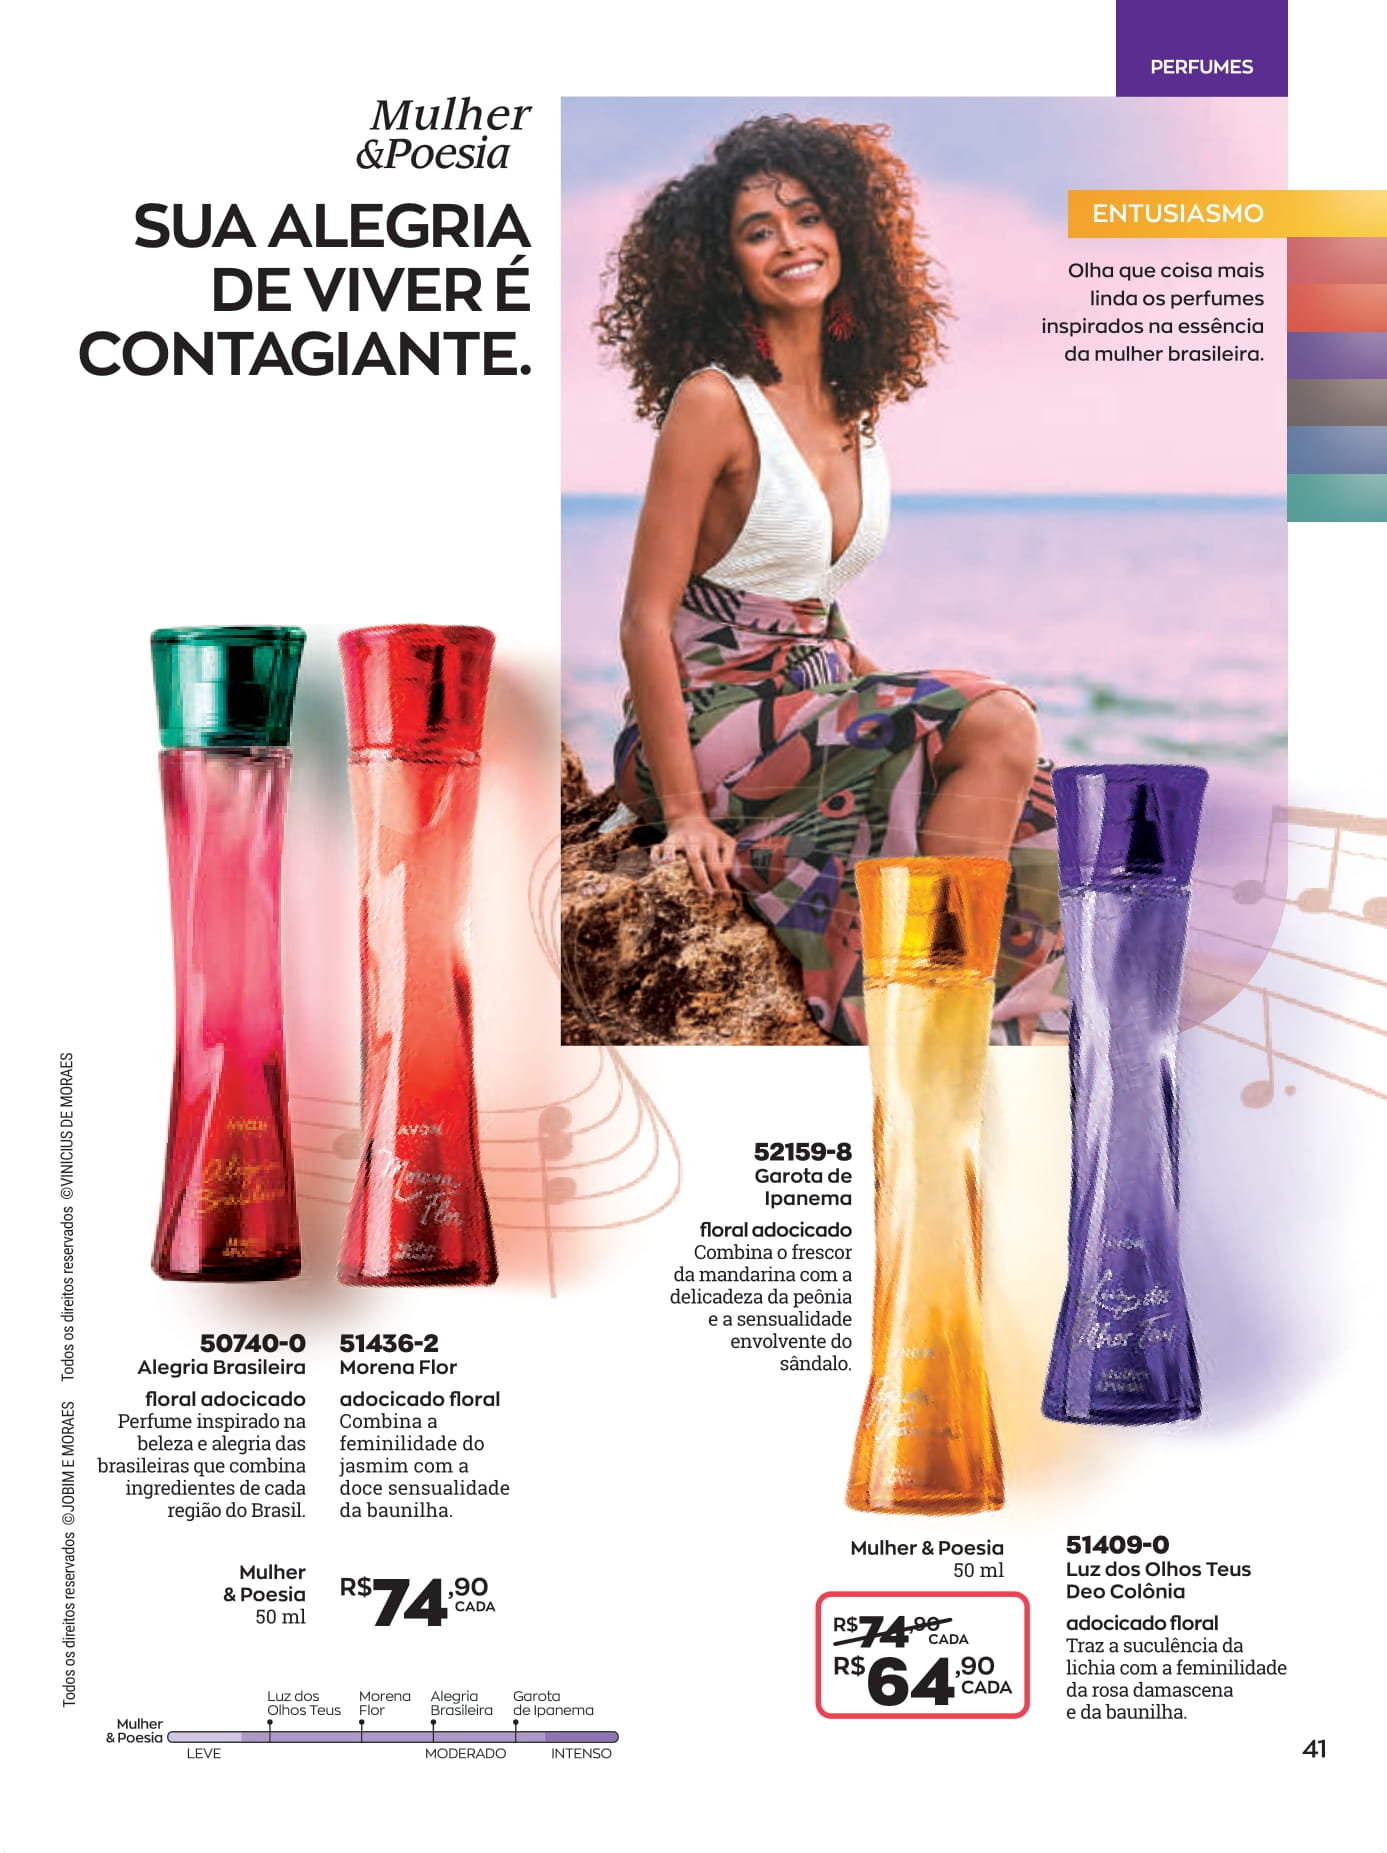 PERFUMES
Mulher
&Poesia
SUA ALEGRIA
DE VIVER É
CONTAGIANTE.
ENTUSIASMO
Olha que coisa mais
linda os perfumes
inspirados na essência
da mulher brasileira.
AVON
Alegria
Brasileira
AVON
Morena
Flor
52159-8
Garota de
Ipanema
floral adocicado
Combina o frescor
da mandarina com a
delicadeza da peônia
e a sensualidade
envolvente do
sândalo.
50740-0
Alegria Brasileira
floral adocicado
Perfume inspirado na
beleza e alegria das
brasileiras que combina
ingredientes de cada
região do Brasil.
51436-2
Morena Flor
adocicado floral
Combina a
feminilidade do
jasmim com a
doce sensualidade
da baunilha.
Mulher
& Poesia
50 ml
R$74,90
CADA
Mulher & Poesia
50 ml
R$74,90
CADA
R$64,90
CADA
51409-0
Luz dos Olhos Teus
Deo Colônia
adocicado floral
Traz a suculência da
lichia com a feminilidade
da rosa damascena
e da baunilha.
Mulher
& Poesia
Luz dos
Olhos Teus
Morena
Flor
Alegria
Brasileira
Garota
de Ipanema
LEVE
MODERADO
INTENSO
Todos os direitos reservados ©JOBIM E MORAES Todos os direitos reservados ©VINICIUS DE MORAES
41